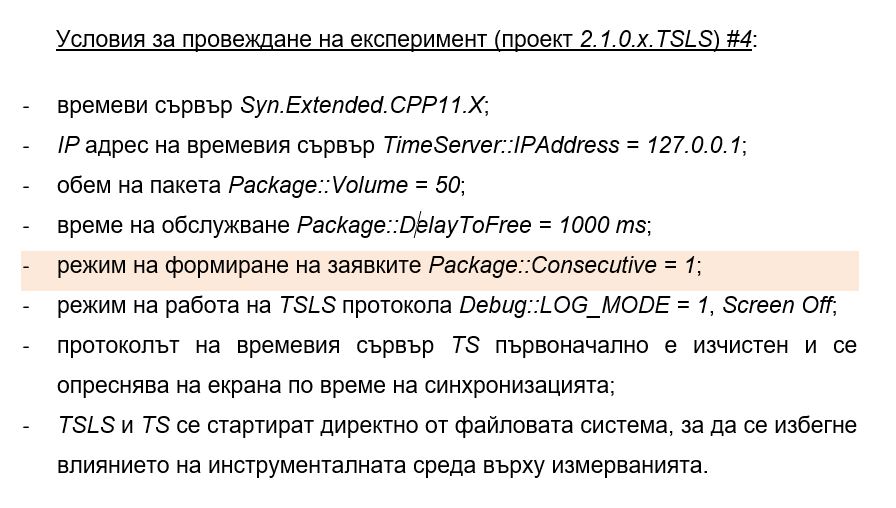 Условия за провеждане на експеримент (проект 2.1.0.x.TSLS) #4:
- времеви сървър Syn.Extended.CPP11.X;
- IP адрес на времевия сървър TimeServer::IPAddress = 127.0.0.1;
- обем на пакета Package::Volume = 50;
- време на обслужване Package::DelayToFree = 1000 ms;
- режим на формиране на заявките Package::Consecutive = 1;
- режим на работа на TSLS протокола Debug::LOG_MODE = 1, Screen Off;
- протоколът на времевия сървър TS първоначално е изчистен и се
опреснява на екрана по време на синхронизацията;
- TSLS и TS се стартират директно от файловата система, за да се избегне
влиянието на инструменталната среда върху измерванията.